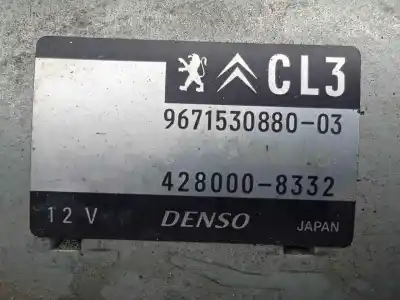 CL3
9671530880-03
428000-8332
12 V DENSO JAPAN